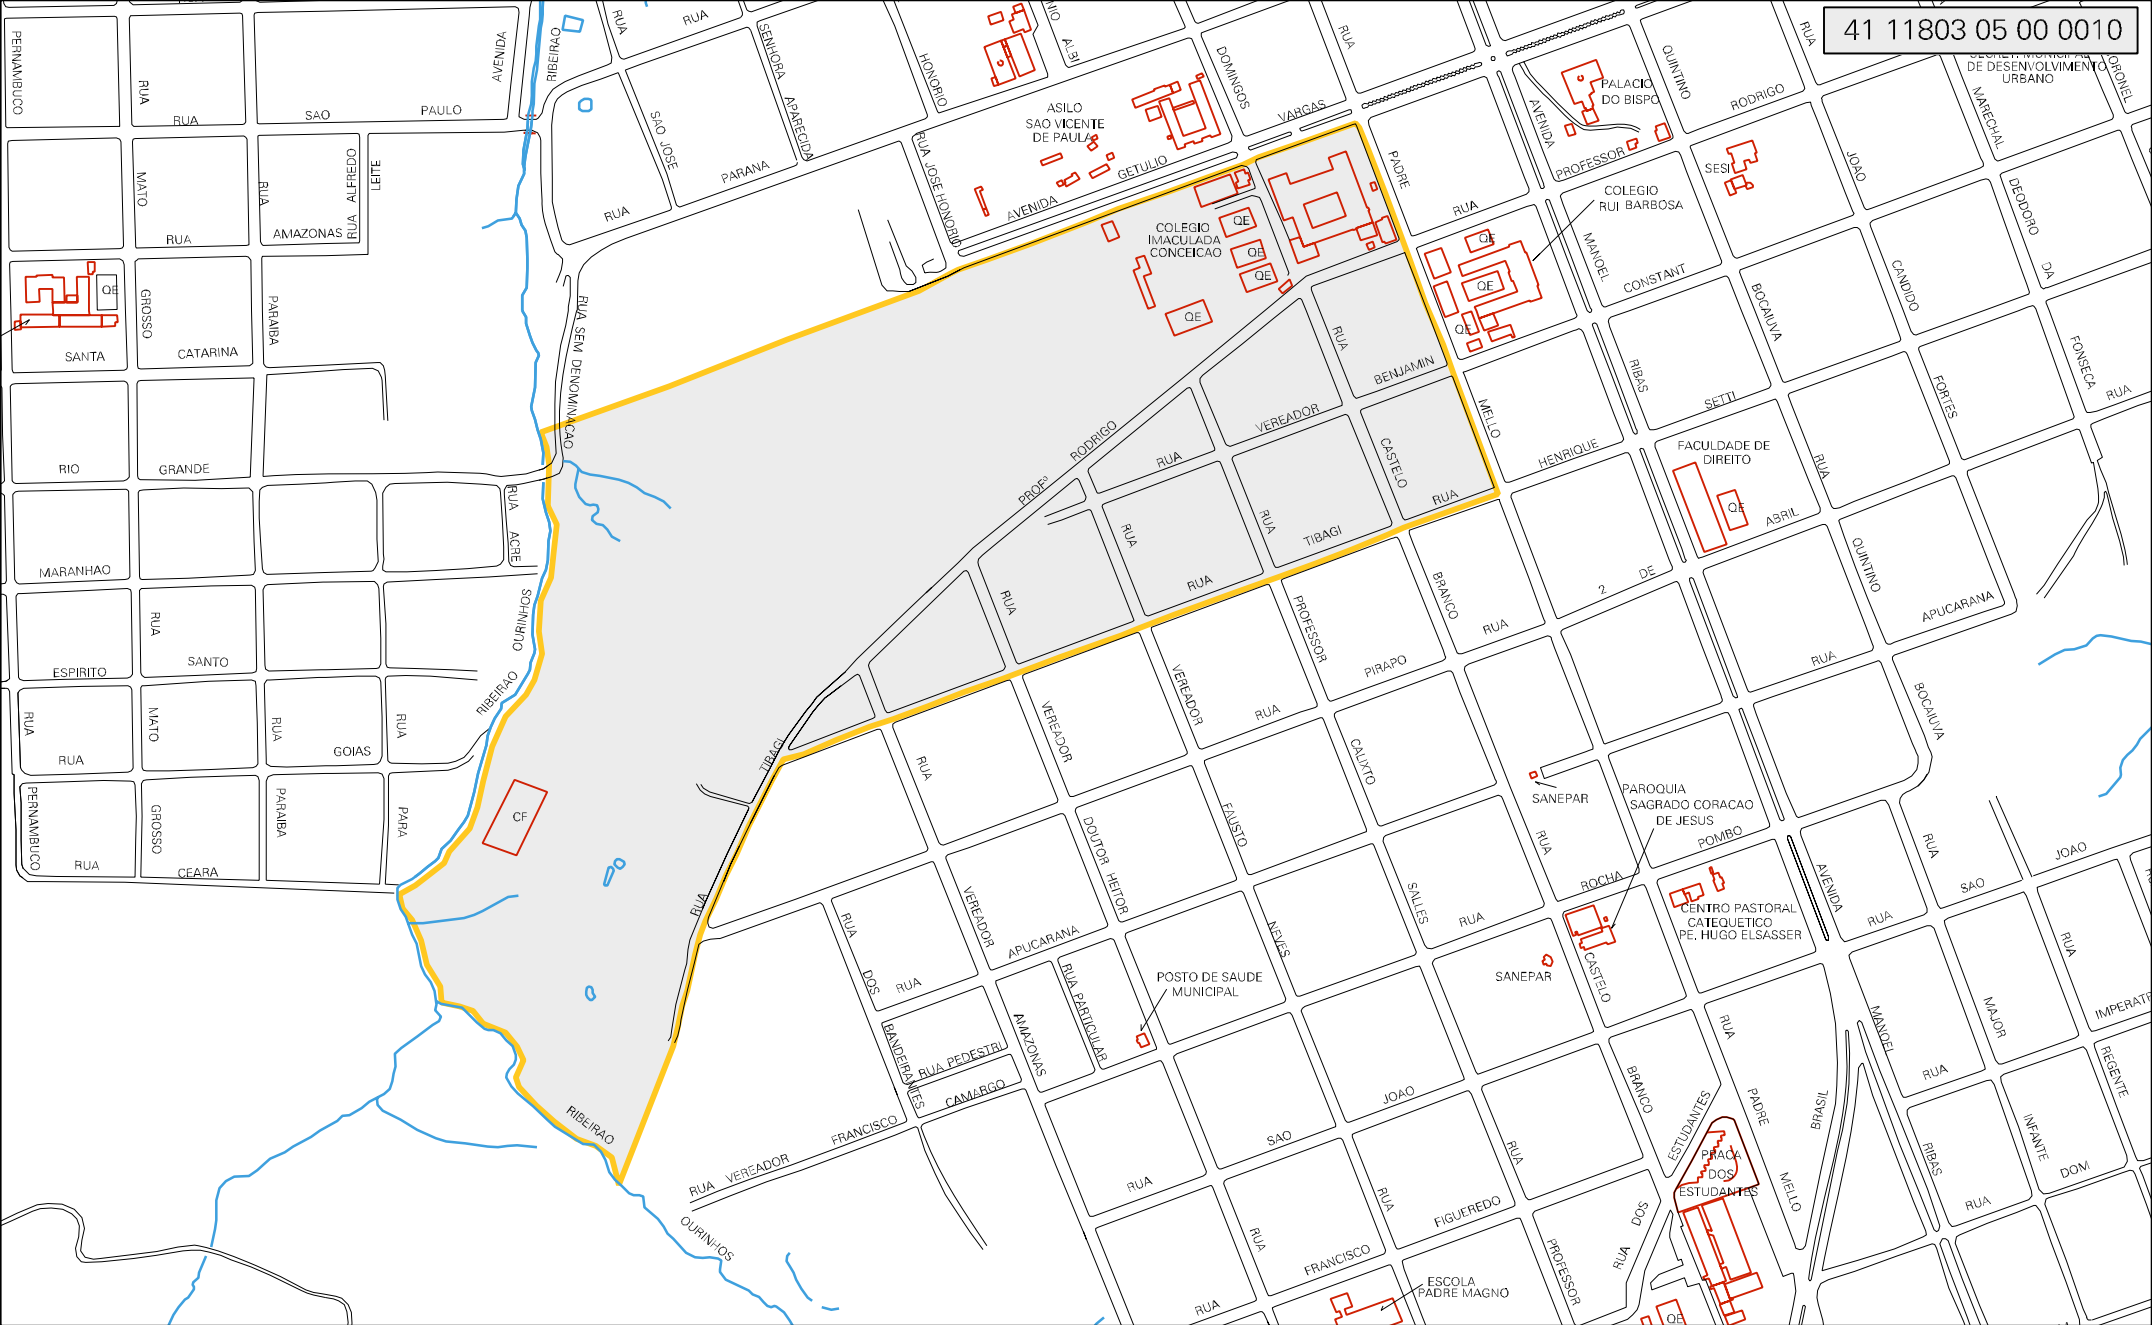 41 11803 05 00 0010
DE DESENVOLVIMENTO
URBANO
PERNAMBUCO
RUA
RUA
SAO
PAULO
AVENIDA
RIBEIRAO
RUA
RUA
SENHORA
APARECIDA
SAO JOSE
PARANA
RUA
HONORIO
RUA JOSE HONORIO
ALBI
DOMINGOS
VARGAS
GETULIO
AVENIDA
ASILO
SAO VICENTE
DE PAULA
RUA
PADRE
AVENIDA
PALACIO
DO BISPO
PROFESSOR
QUINTINO
RODRIGO
RUA
MARECHAL
CORONEL
SESI
COLEGIO
RUI BARBOSA
JOAO
DEODORO
DA
MATO
RUA
RUA ALFREDO
LEITE
AMAZONAS
RUA
RUA
MANOEL
CONSTANT
CANDIDO
BOCAIUVA
COLEGIO
IMACULADA
CONCEICAO
QE
QE
QE
QE
QE
QE
QE
QE
GROSSO
PARAIBA
SANTA
CATARINA
RUA SEM DENOMINACAO
RUA
BENJAMIN
RIBAS
SETTI
FORTES
FONSECA
RUA
RIO
GRANDE
PROFº
RODRIGO
RUA
VEREADOR
CASTELO
RUA
MELLO
HENRIQUE
FACULDADE DE
DIREITO
QE
ABRIL
RUA
RUA
ACRE
MARANHAO
RUA
RUA
TIBAGI
RUA
RUA
BRANCO
RUA
2
DE
QUINTINO
APUCARANA
RUA
RUA
ESPIRITO
SANTO
OURINHOS
RIBEIRAO
PROFESSOR
PIRAPO
RUA
VEREADOR
VEREADOR
BOCAIUVA
RUA
MATO
RUA
RUA
RUA
GOIAS
TIBAGI
RUA
CALIXTO
SANEPAR
PAROQUIA
SAGRADO CORACAO
DE JESUS
POMBO
PERNAMBUCO
GROSSO
PARAIBA
PARA
RUA
CEARA
CF
RUA
DOUTOR HEITOR
FAUSTO
RUA
ROCHA
AVENIDA
RUA
JOAO
SAO
RUA
RUA
DOS
BANDEIRANTES
VEREADOR
AMAZONAS
APUCARANA
RUA
RUA PARTICULAR
NEVES
SALLES
RUA
CENTRO PASTORAL
CATEQUETICO
PE. HUGO ELSASSER
SANEPAR
CASTELO
RUA
POSTO DE SAUDE
MUNICIPAL
RUA PEDESTRE
CAMARGO
FRANCISCO
VEREADOR
RUA
RIBEIRAO
OURINHOS
JOAO
SAO
RUA
BRANCO
ESTUDANTES
RUA
PADRE
MELLO
BRASIL
MANOEL
RIBAS
MAJOR
RUA
REGENTE
INFANTE
DOM
RUA
PRACA
DOS
ESTUDANTES
RUA
RUA
RUA
FIGUEREDO
FRANCISCO
RUA
PROFESSOR
RUA
DOS
ESCOLA
PADRE MAGNO
QE